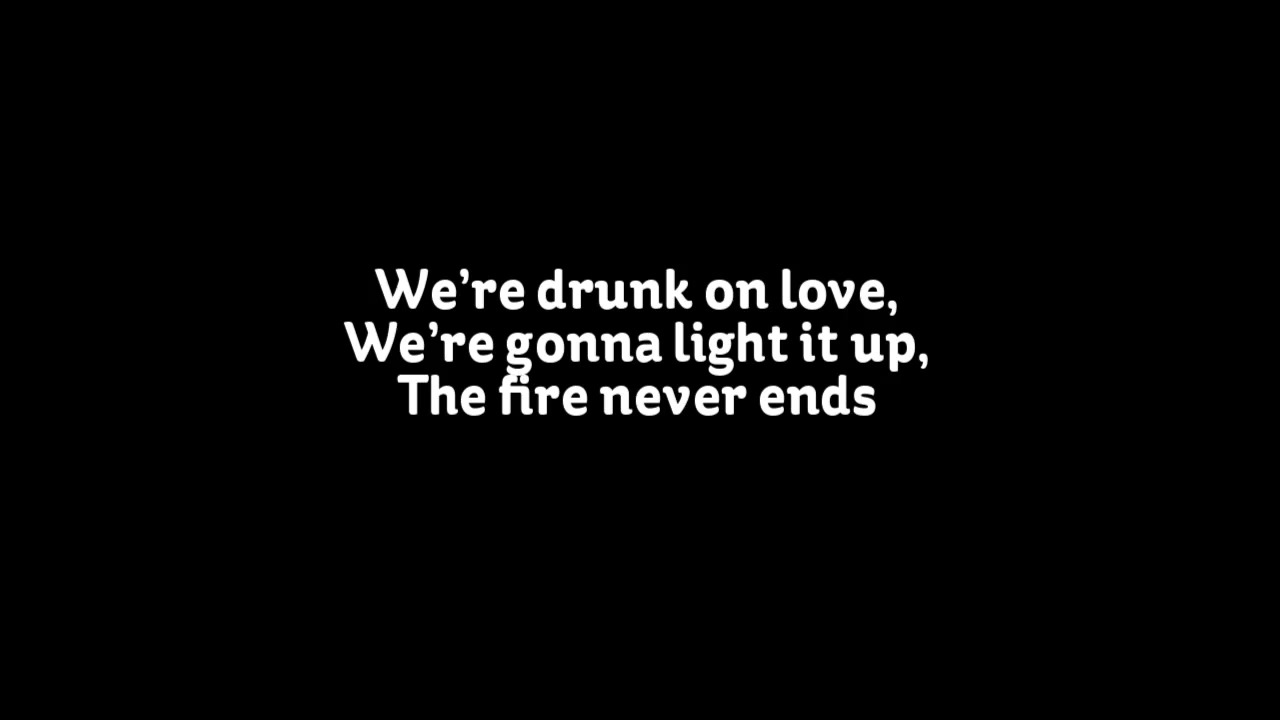 We’re drunk on love,
We’re gonna light it up,
The fire never ends